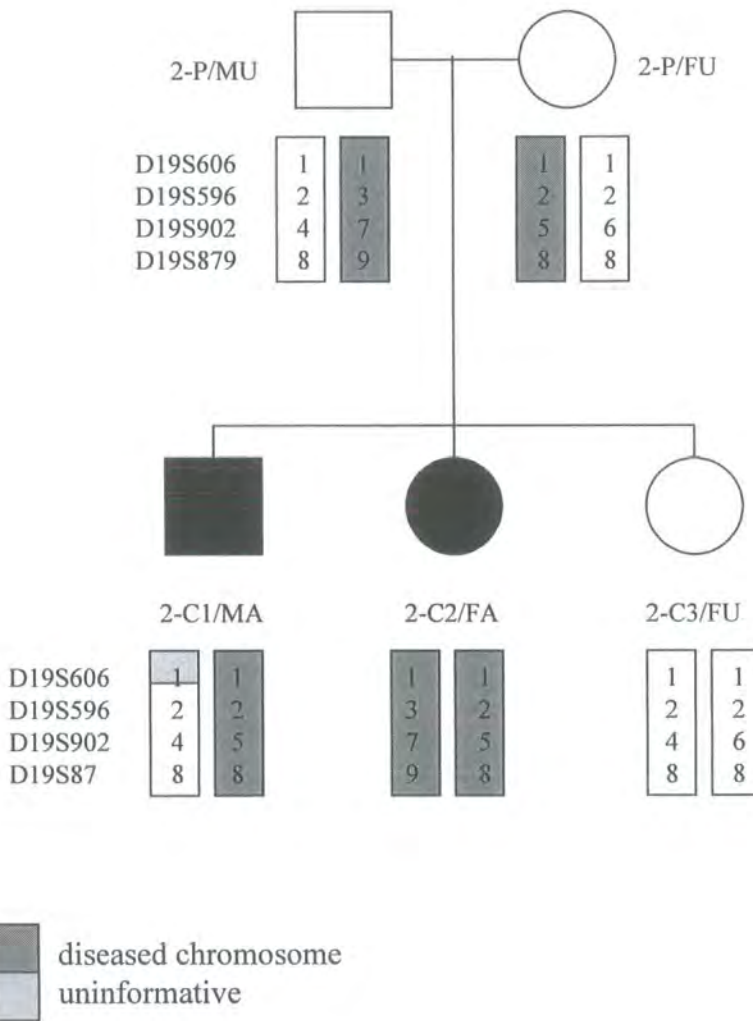 2-P/MU 2-P/FU
D19S606 1 1 1 1
D19S596 2 3 2 2
D19S902 4 7 5 6
D19S879 8 9 8 8
2-C1/MA 2-C2/FA 2-C3/FU
D19S606 1 1 1 1 1 1
D19S596 2 2 3 2 2 2
D19S902 4 5 7 5 4 6
D19S87 8 8 9 8 8 8
diseased chromosome
uninformative